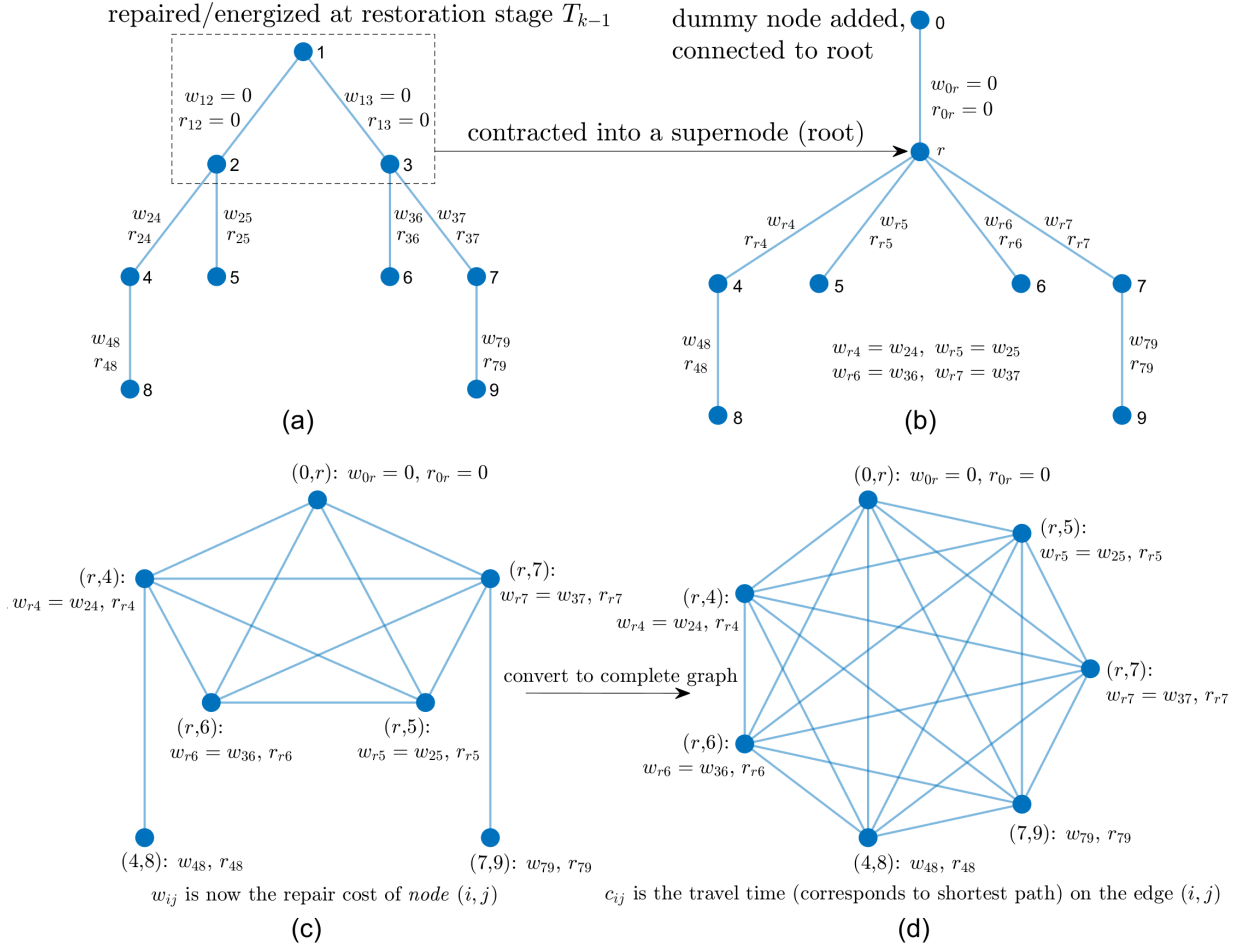 repaired/energized at restoration stage T_{k−1}
1
w_{12} = 0
r_{12} = 0
w_{13} = 0
r_{13} = 0
2
3
w_{24}
r_{24}
w_{25}
r_{25}
w_{36}
r_{36}
w_{37}
r_{37}
4
5
6
7
w_{48}
r_{48}
w_{79}
r_{79}
8
9
(a)
contracted into a supernode (root)
dummy node added,
connected to root
0
w_{0r} = 0
r_{0r} = 0
r
w_{r4}
r_{r4}
w_{r5}
r_{r5}
w_{r6}
r_{r6}
w_{r7}
r_{r7}
4
5
6
7
w_{48}
r_{48}
w_{r4} = w_{24}, w_{r5} = w_{25}
w_{r6} = w_{36}, w_{r7} = w_{37}
w_{79}
r_{79}
8
9
(b)
(0,r): w_{0r} = 0, r_{0r} = 0
(r,4):
w_{r4} = w_{24}, r_{r4}
(r,7):
w_{r7} = w_{37}, r_{r7}
(r,6):
w_{r6} = w_{36}, r_{r6}
(r,5):
w_{r5} = w_{25}, r_{r5}
(4,8): w_{48}, r_{48}
(7,9): w_{79}, r_{79}
w_{ij} is now the repair cost of node (i, j)
(c)
convert to complete graph
(0,r): w_{0r} = 0, r_{0r} = 0
(r,5):
w_{r5} = w_{25}, r_{r5}
(r,4):
w_{r4} = w_{24}, r_{r4}
(r,7):
w_{r7} = w_{37}, r_{r7}
(r,6):
w_{r6} = w_{36}, r_{r6}
(7,9): w_{79}, r_{79}
(4,8): w_{48}, r_{48}
c_{ij} is the travel time (corresponds to shortest path) on the edge (i, j)
(d)